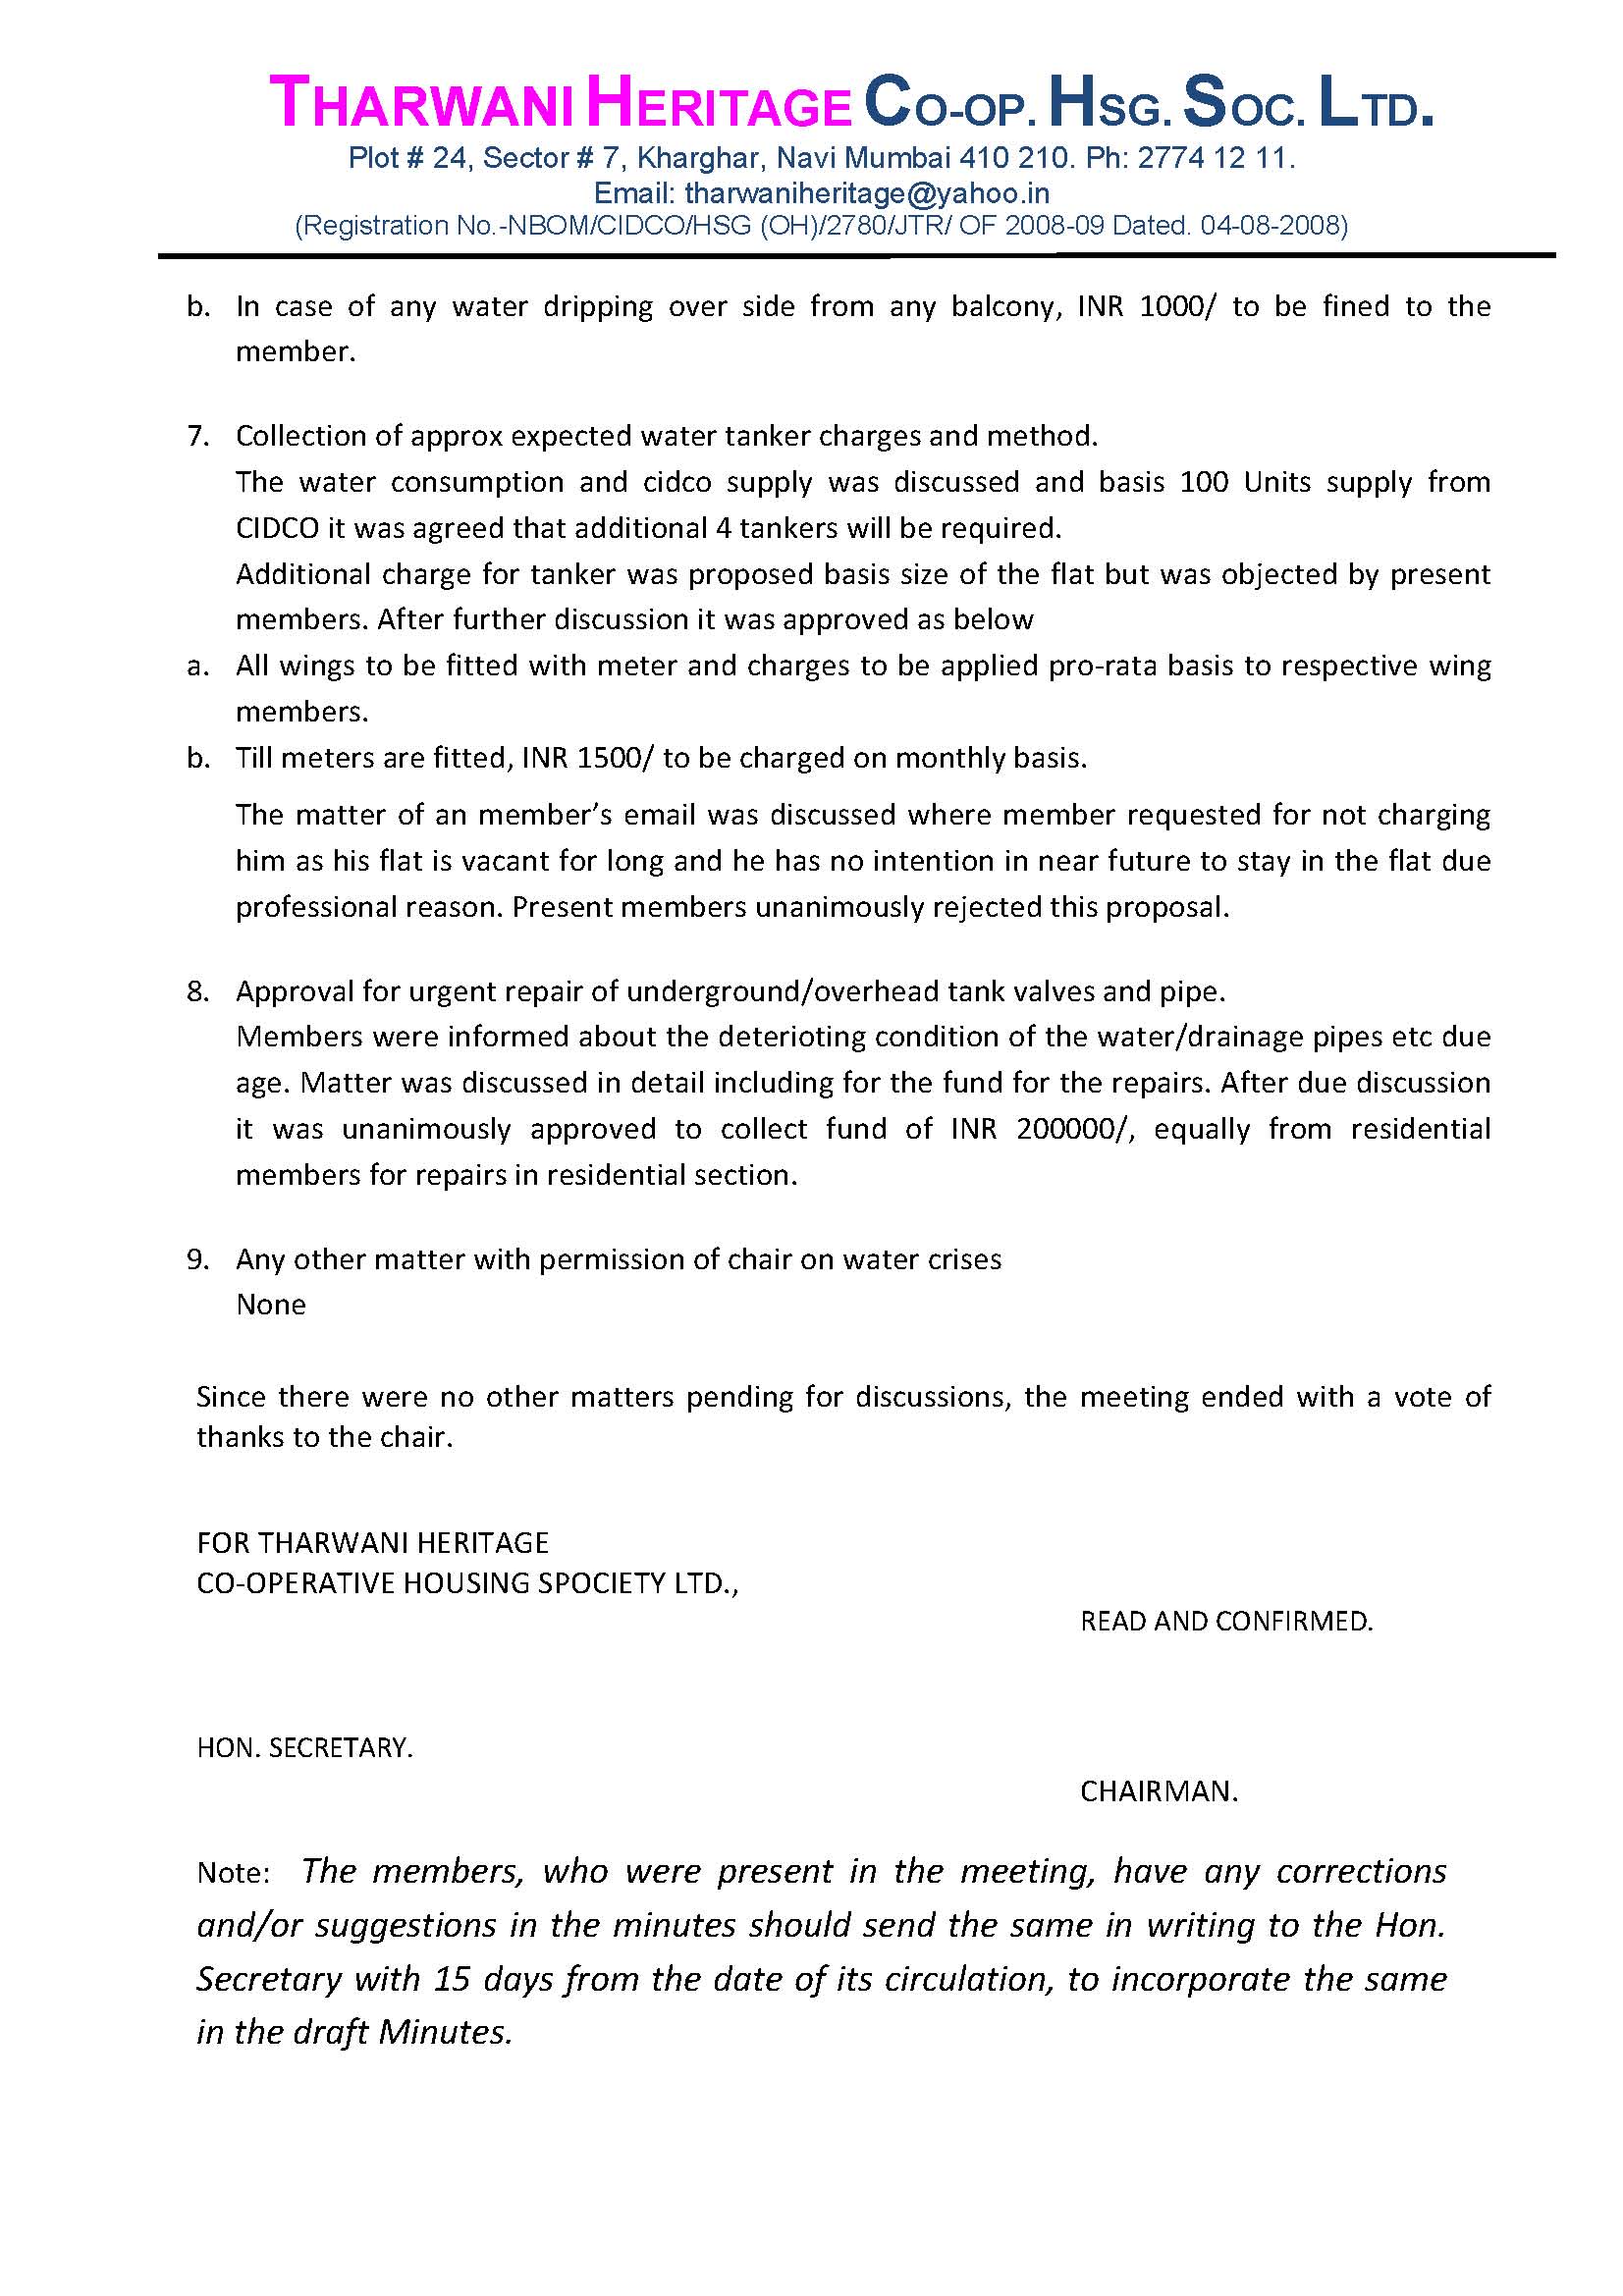 THARWANI HERITAGE CO-OP. HSG. SOC. LTD.
Plot # 24, Sector # 7, Kharghar, Navi Mumbai 410 210. Ph: 2774 12 11.
Email: tharwaniheritage@yahoo.in
(Registration No.-NBOM/CIDCO/HSG (OH)/2780/JTR/ OF 2008-09 Dated. 04-08-2008)
b. In case of any water dripping over side from any balcony, INR 1000/ to be fined to the
member.
7. Collection of approx expected water tanker charges and method.
The water consumption and cidco supply was discussed and basis 100 Units supply from
CIDCO it was agreed that additional 4 tankers will be required.
Additional charge for tanker was proposed basis size of the flat but was objected by present
members. After further discussion it was approved as below
a. All wings to be fitted with meter and charges to be applied pro-rata basis to respective wing
members.
b. Till meters are fitted, INR 1500/ to be charged on monthly basis.
The matter of an member’s email was discussed where member requested for not charging
him as his flat is vacant for long and he has no intention in near future to stay in the flat due
professional reason. Present members unanimously rejected this proposal.
8. Approval for urgent repair of underground/overhead tank valves and pipe.
Members were informed about the deterioting condition of the water/drainage pipes etc due
age. Matter was discussed in detail including for the fund for the repairs. After due discussion
it was unanimously approved to collect fund of INR 200000/, equally from residential
members for repairs in residential section.
9. Any other matter with permission of chair on water crises
None
Since there were no other matters pending for discussions, the meeting ended with a vote of
thanks to the chair.
FOR THARWANI HERITAGE
CO-OPERATIVE HOUSING SPOCIETY LTD.,
READ AND CONFIRMED.
HON. SECRETARY.
CHAIRMAN.
Note: The members, who were present in the meeting, have any corrections
and/or suggestions in the minutes should send the same in writing to the Hon.
Secretary with 15 days from the date of its circulation, to incorporate the same
in the draft Minutes.